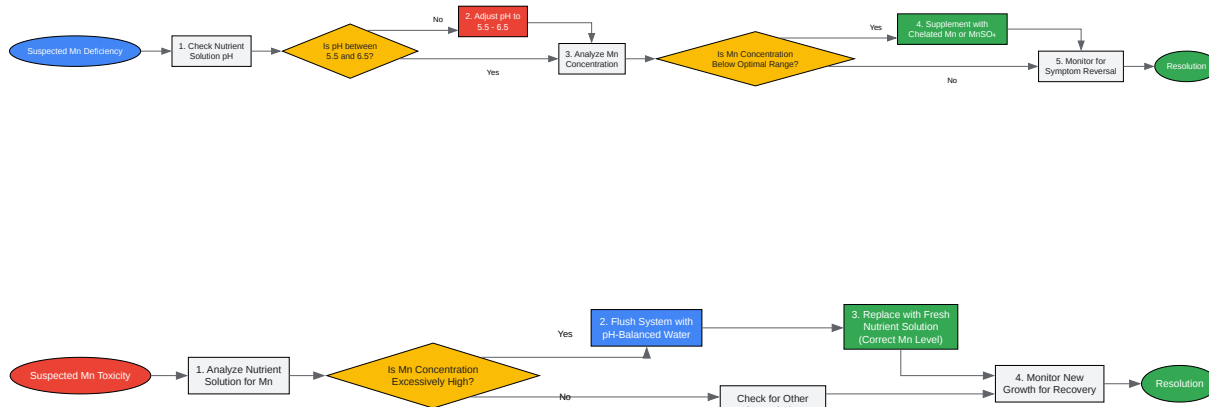 Suspected Mn Deficiency
1. Check Nutrient
Solution pH
Is pH between
5.5 and 6.5?
No
Yes
2. Adjust pH to
5.5 - 6.5
3. Analyze Mn
Concentration
Is Mn Concentration
Below Optimal Range?
Yes
No
4. Supplement with
Chelated Mn or MnSO₄
5. Monitor for
Symptom Reversal
Resolution
Suspected Mn Toxicity
1. Analyze Nutrient
Solution for Mn
Is Mn Concentration
Excessively High?
Yes
No
2. Flush System with
pH-Balanced Water
3. Replace with Fresh
Nutrient Solution
(Correct Mn Level)
Check for Other
4. Monitor New
Growth for Recovery
Resolution